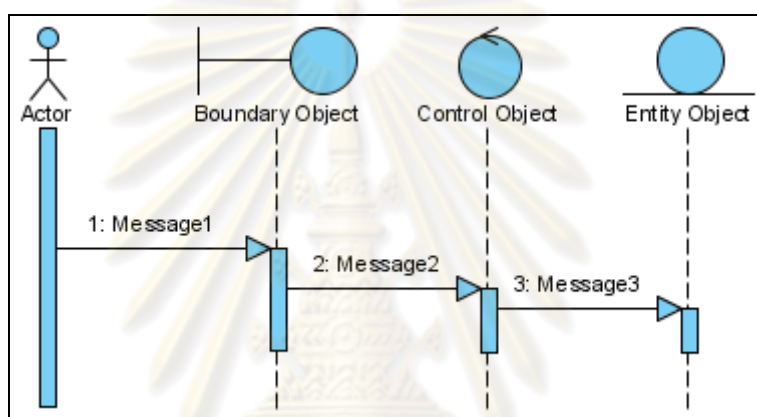 Actor
Boundary Object
Control Object
Entity Object
1: Message1
2: Message2
3: Message3